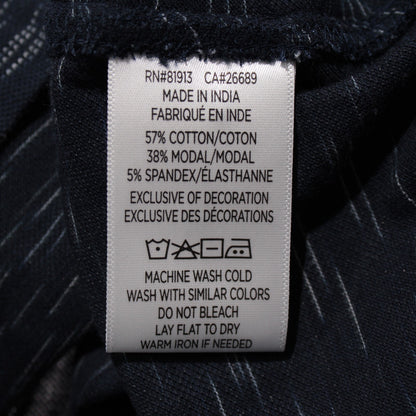 RN#81913 CA#26689
MADE IN INDIA
FABRIQUÉ EN INDE
57% COTTON/COTON
38% MODAL/MODAL
5% SPANDEX/ÉLASTHANNE
EXCLUSIVE OF DECORATION
EXCLUSIVE DES DÉCORATIONS
MACHINE WASH COLD
WASH WITH SIMILAR COLORS
DO NOT BLEACH
LAY FLAT TO DRY
WARM IRON IF NEEDED